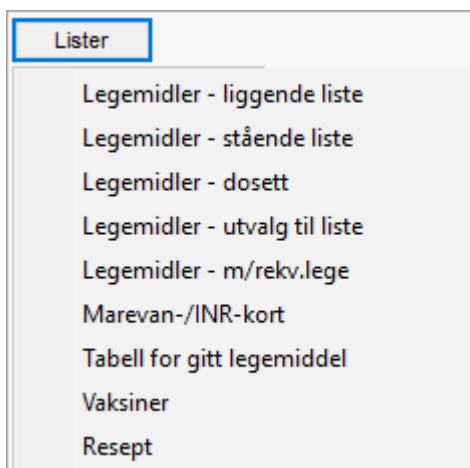 Lister
Legemidler - liggende liste
Legemidler - stående liste
Legemidler - dosett
Legemidler - utvalg til liste
Legemidler - m/rekv.lege
Marevan-/INR-kort
Tabell for gitt legemiddel
Vaksiner
Resept